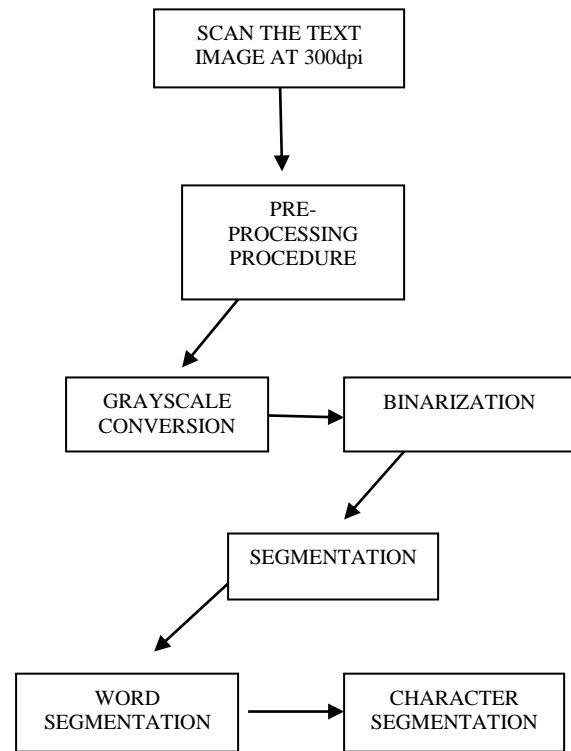 SCAN THE TEXT
IMAGE AT 300dpi
PRE-
PROCESSING
PROCEDURE
GRAYSCALE
CONVERSION
BINARIZATION
SEGMENTATION
WORD
SEGMENTATION
CHARACTER
SEGMENTATION